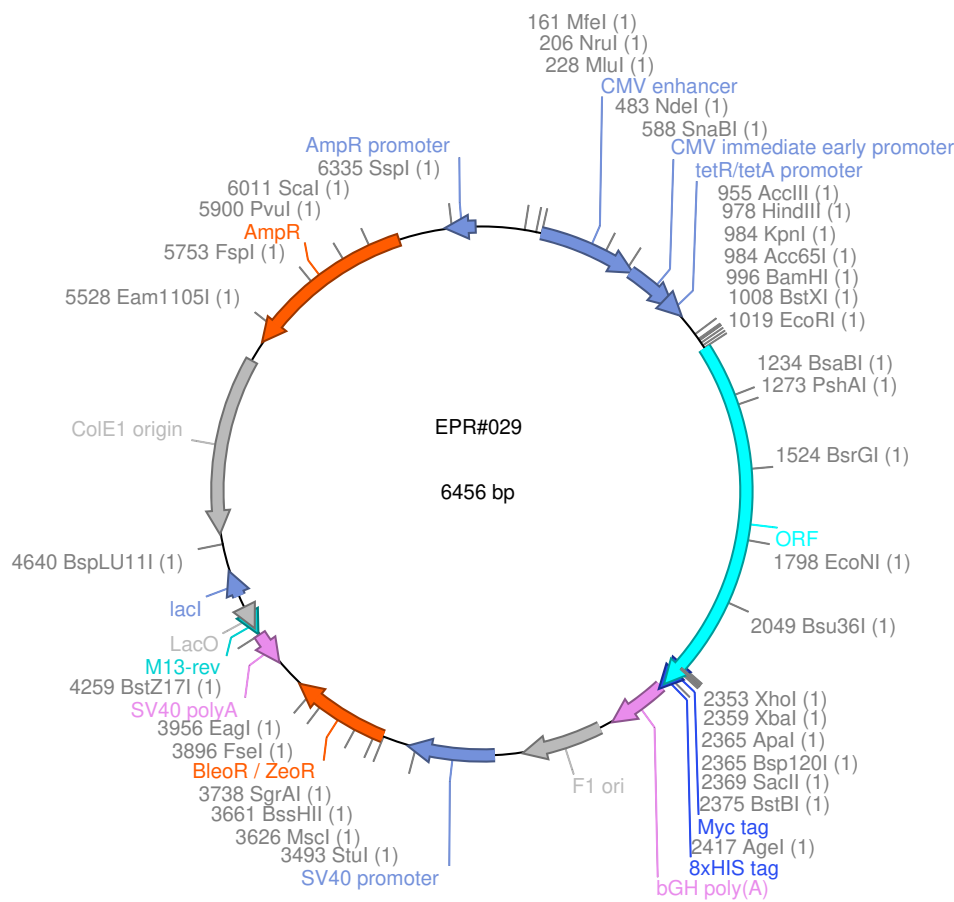 161 MfeI (1)
206 NruI (1)
228 MluI (1)
CMV enhancer
483 NdeI (1)
588 SnaBI (1)
CMV immediate early promoter
tetR/tetA promoter
955 AccIII (1)
978 HindIII (1)
984 KpnI (1)
984 Acc65I (1)
996 BamHI (1)
1008 BstXI (1)
1019 EcoRI (1)
1234 BsaBI (1)
1273 PshAI (1)
1524 BsrGI (1)
ORF
1798 EcoNI (1)
2049 Bsu36I (1)
2353 XhoI (1)
2359 XbaI (1)
2365 ApaI (1)
2365 Bsp120I (1)
2369 SacII (1)
2375 BstBI (1)
Myc tag
2417 AgeI (1)
8xHIS tag
bGH poly(A)
F1 ori
SV40 promoter
3493 StuI (1)
3626 MscI (1)
3661 BssHII (1)
3738 SgrAI (1)
BleoR / ZeoR
3896 FseI (1)
3956 EagI (1)
SV40 polyA
4259 BstZ17I (1)
M13-rev
LacO
lacI
4640 BspLU11I (1)
ColE1 origin
5528 Eam1105I (1)
5753 FspI (1)
AmpR
5900 PvuI (1)
6011 ScaI (1)
6335 SspI (1)
AmpR promoter
EPR#029
6456 bp